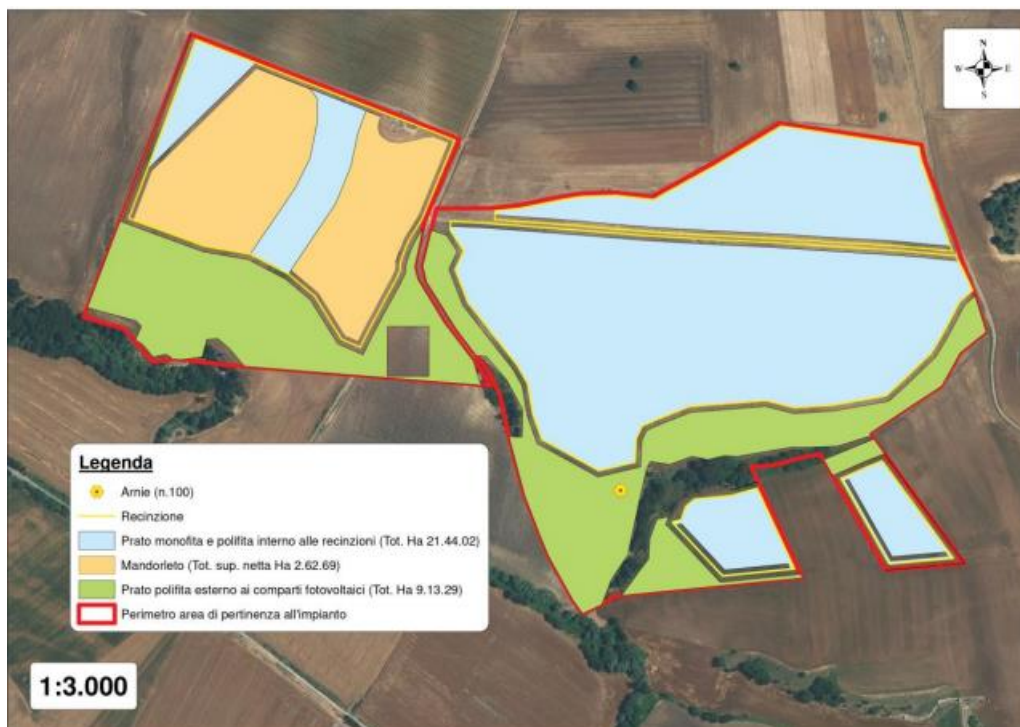 N
W E
S
Legenda
Arnie (n.100)
Recinzione
Prato monofita e polifita interno alle recinzioni (Tot. Ha 21.44.02)
Mandorleto (Tot. sup. netta Ha 2.62.69)
Prato polifita esterno ai comparti fotovoltaici (Tot. Ha 9.13.29)
Perimetro area di pertinenza all'impianto
1:3.000